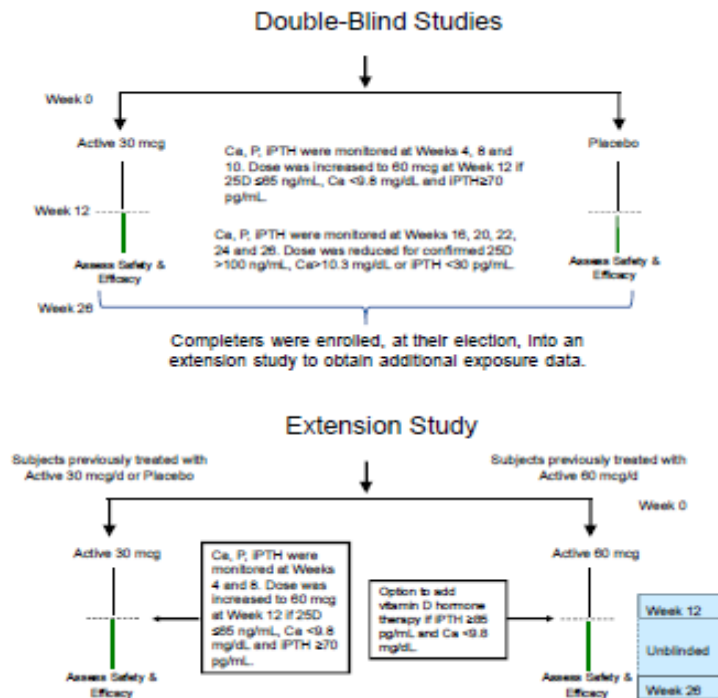 Double-Blind Studies
Week 0
Active 30 mcg
Placebo
Ca, P, iPTH were monitored at Weeks 4, 8 and
10. Dose was increased to 60 mcg at Week 12 if
25D ≤65 ng/mL, Ca <9.8 mg/dL and iPTH≥70
pg/mL.
Week 12
Ca, P, iPTH were monitored at Weeks 16, 20, 22,
24 and 26. Dose was reduced for confirmed 25D
>100 ng/mL, Ca>10.3 mg/dL or iPTH <30 pg/mL.
Assess Safety &
Efficacy
Assess Safety &
Efficacy
Week 26
Completers were enrolled, at their election, into an
extension study to obtain additional exposure data.
Extension Study
Subjects previously treated with
Active 30 mcg/d or Placebo
Subjects previously treated with
Active 60 mcg/d
Week 0
Active 30 mcg
Active 60 mcg
Ca, P, iPTH were
monitored at Weeks
4 and 8. Dose was
increased to 60 mcg
at Week 12 if 25D
≤65 ng/mL, Ca <9.8
mg/dL and iPTH ≥70
pg/mL.
Option to add
vitamin D hormone
therapy if iPTH ≥85
pg/mL and Ca <9.8
mg/dL.
Week 12
Unblinded
Week 26
Assess Safety &
Efficacy
Assess Safety &
Efficacy